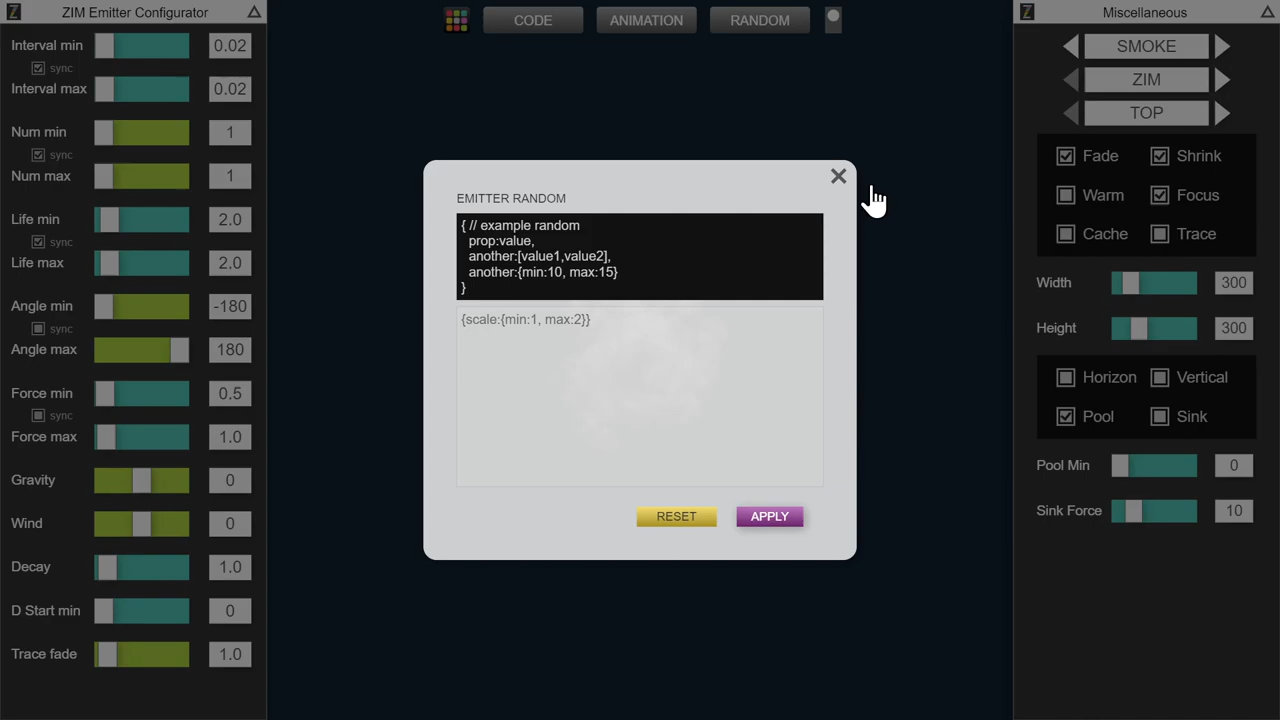 ZIM Emitter Configurator
Interval min 0.02
sync
Interval max 0.02
Num min 1
sync
Num max 1
Life min 2.0
sync
Life max 2.0
Angle min -180
sync
Angle max 180
Force min 0.5
sync
Force max 1.0
Gravity 0
Wind 0
Decay 1.0
D Start min 0
Trace fade 1.0
CODE ANIMATION RANDOM
EMITTER RANDOM
{ // example random
prop:value,
another:[value1,value2],
another:{min:10, max:15}
}
{scale:{min:1, max:2}}
RESET APPLY
Miscellaneous
SMOKE
ZIM
TOP
Fade Shrink
Warm Focus
Cache Trace
Width 300
Height 300
Horizon Vertical
Pool Sink
Pool Min 0
Sink Force 10